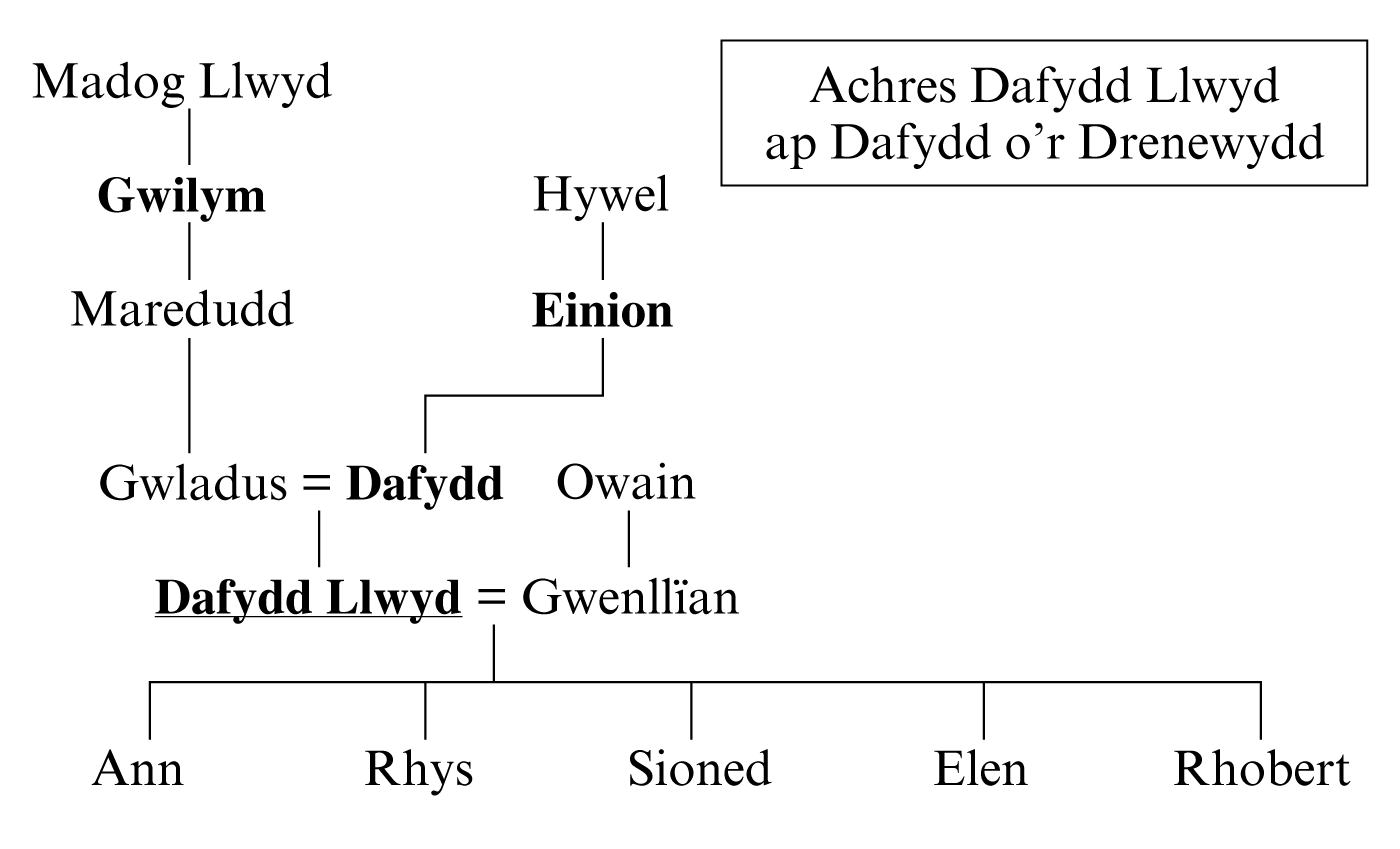 Achres Dafydd Llwyd
ap Dafydd o’r Drenewydd
Madog Llwyd
Gwilym Hywel
Maredudd Einion
Gwladus = Dafydd Owain
Dafydd Llwyd = Gwenllïan
Ann Rhys Sioned Elen Rhobert